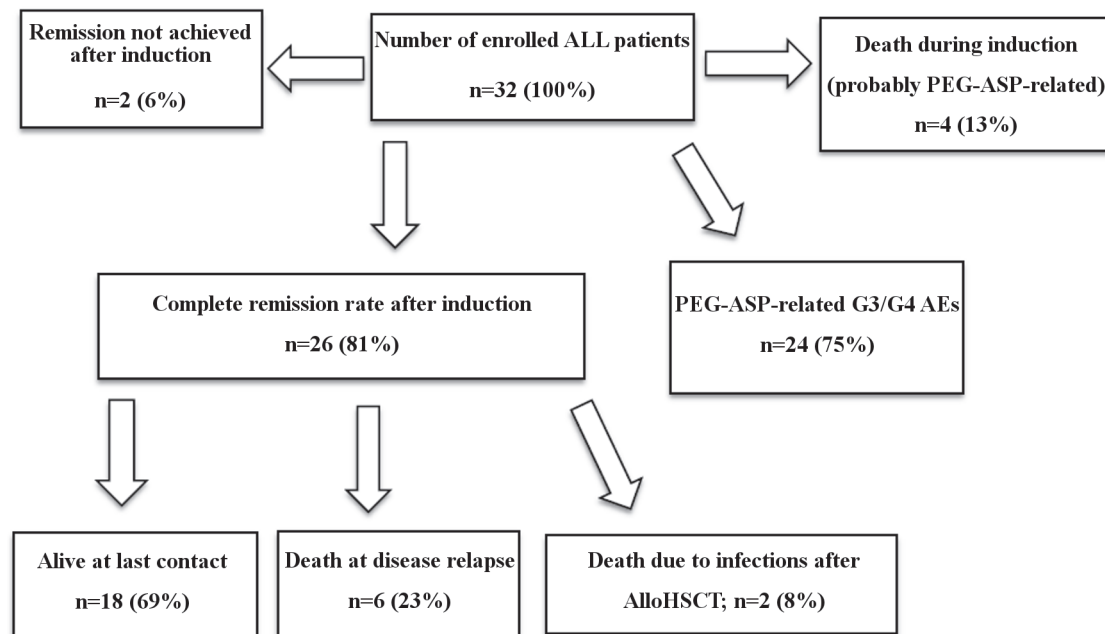 Remission not achieved
after induction
n=2 (6%)
Number of enrolled ALL patients
n=32 (100%)
Death during induction
(probably PEG-ASP-related)
n=4 (13%)
Complete remission rate after induction
n=26 (81%)
PEG-ASP-related G3/G4 AEs
n=24 (75%)
Alive at last contact
n=18 (69%)
Death at disease relapse
n=6 (23%)
Death due to infections after
AlloHSCT; n=2 (8%)